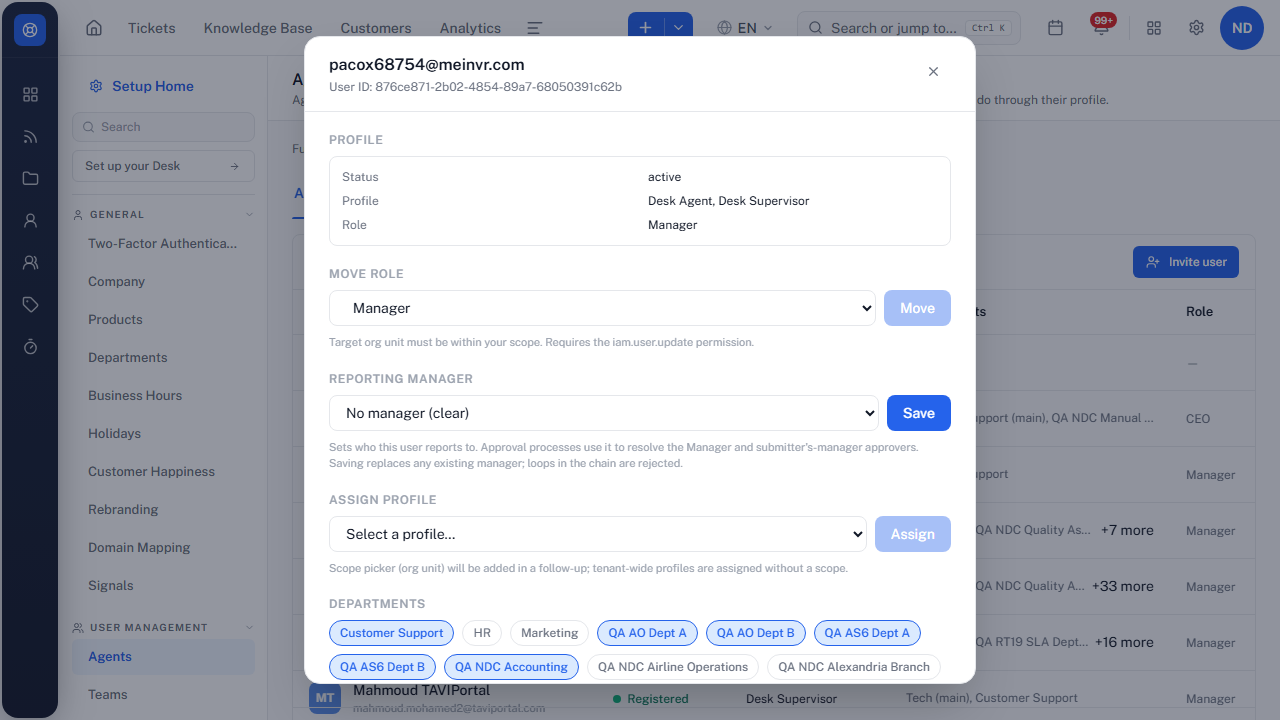 Tickets Knowledge Base Customers Analytics EN Search or jump to... Ctrl K 99+ ND
pacox68754@meinvr.com
User ID: 876ce871-2b02-4854-89a7-68050391c62b
Setup Home
do through their profile.
Search
Set up your Desk
PROFILE
Status active
Profile Desk Agent, Desk Supervisor
Role Manager
GENERAL
Two-Factor Authentica...
Company
Products
Departments
Business Hours
Holidays
Customer Happiness
Rebranding
Domain Mapping
Signals
USER MANAGEMENT
Agents
Teams
MOVE ROLE
Manager Move
Target org unit must be within your scope. Requires the iam.user.update permission.
REPORTING MANAGER
No manager (clear) Save
Sets who this user reports to. Approval processes use it to resolve the Manager and submitter's-manager approvers.
Saving replaces any existing manager; loops in the chain are rejected.
ASSIGN PROFILE
Select a profile... Assign
Scope picker (org unit) will be added in a follow-up; tenant-wide profiles are assigned without a scope.
DEPARTMENTS
Customer Support HR Marketing QA AO Dept A QA AO Dept B QA AS6 Dept A
QA AS6 Dept B QA NDC Accounting QA NDC Airline Operations QA NDC Alexandria Branch
Invite user
Role
—
(main), QA NDC Manual ... CEO
Manager
QA NDC Quality As... +7 more Manager
QA NDC Quality A... +33 more Manager
QA RT19 SLA Dept... +16 more Manager
MT Mahmoud TAVIPortal Registered Desk Supervisor Tech (main), Customer Support Manager
mahmoud.mohamed2@taviportal.com